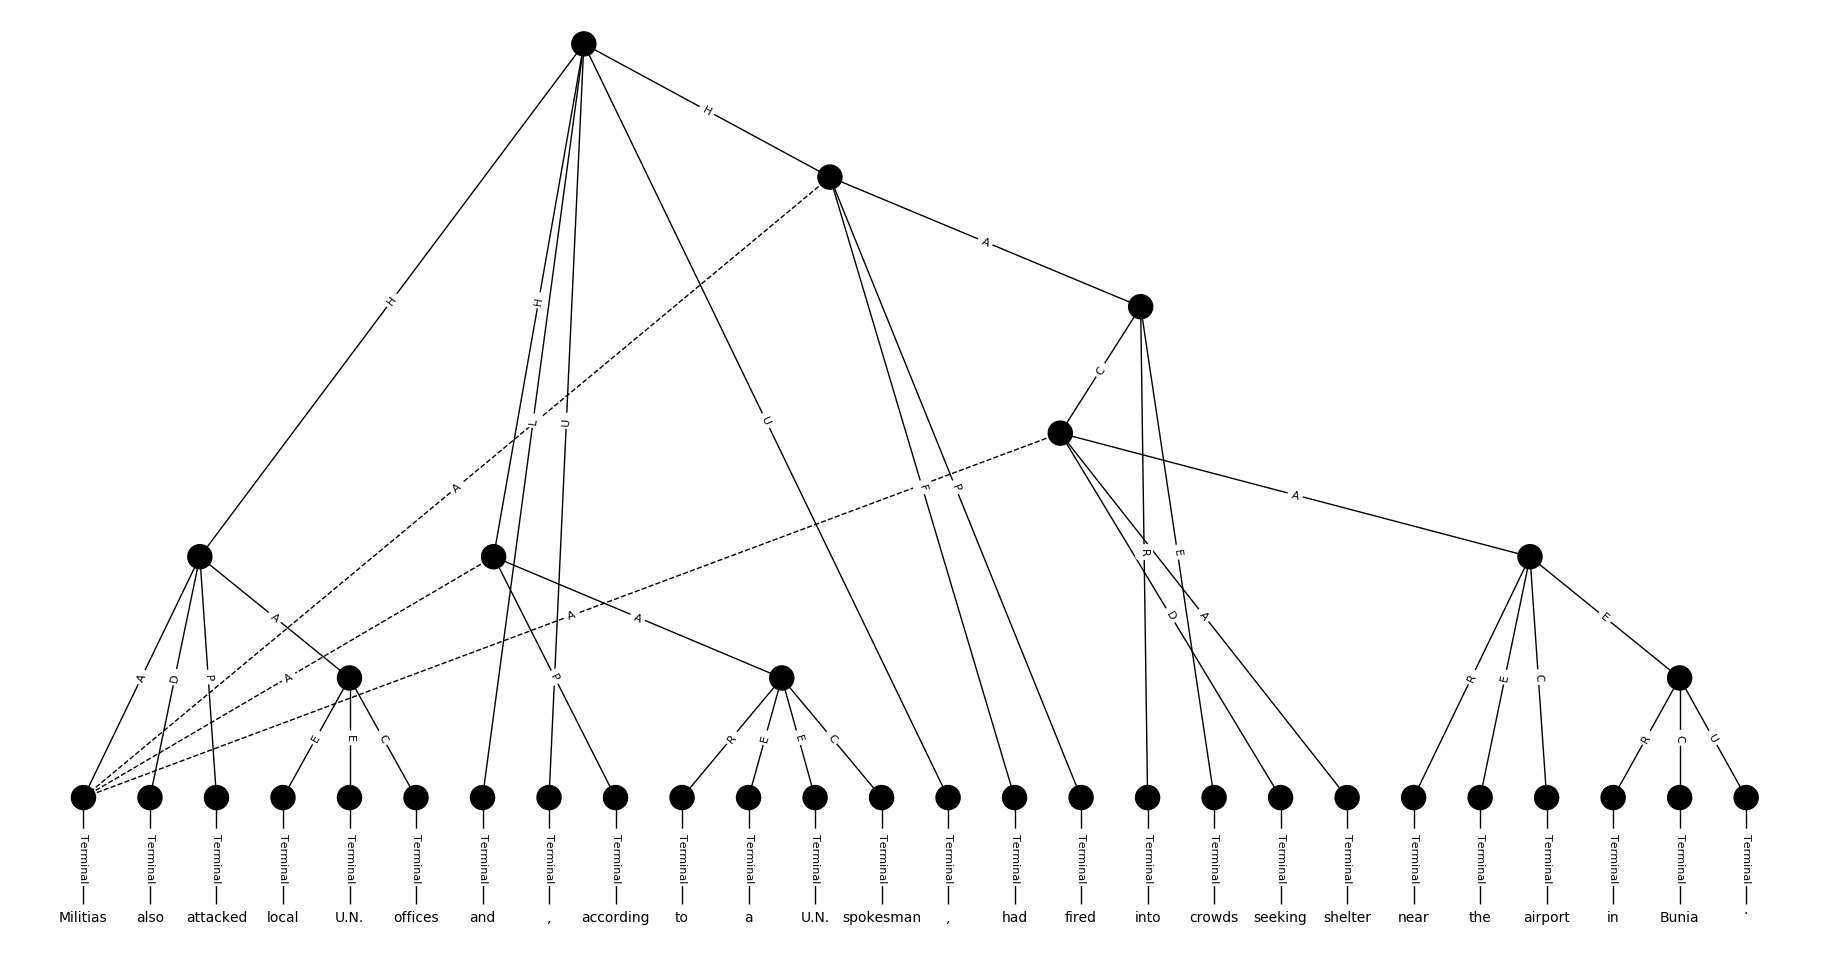 H
H
A
H
C
L
U
U
A
F
P
A
R
E
A
A
D
A
A
E
A
D
P
A
P
R
E
C
E
E
C
R
E
E
C
R
C
U
Terminal Terminal Terminal Terminal Terminal Terminal Terminal Terminal Terminal Terminal Terminal Terminal Terminal Terminal Terminal Terminal Terminal Terminal Terminal Terminal Terminal Terminal Terminal Terminal Terminal Terminal
Militias also attacked local U.N. offices and , according to a U.N. spokesman , had fired into crowds seeking shelter near the airport in Bunia .